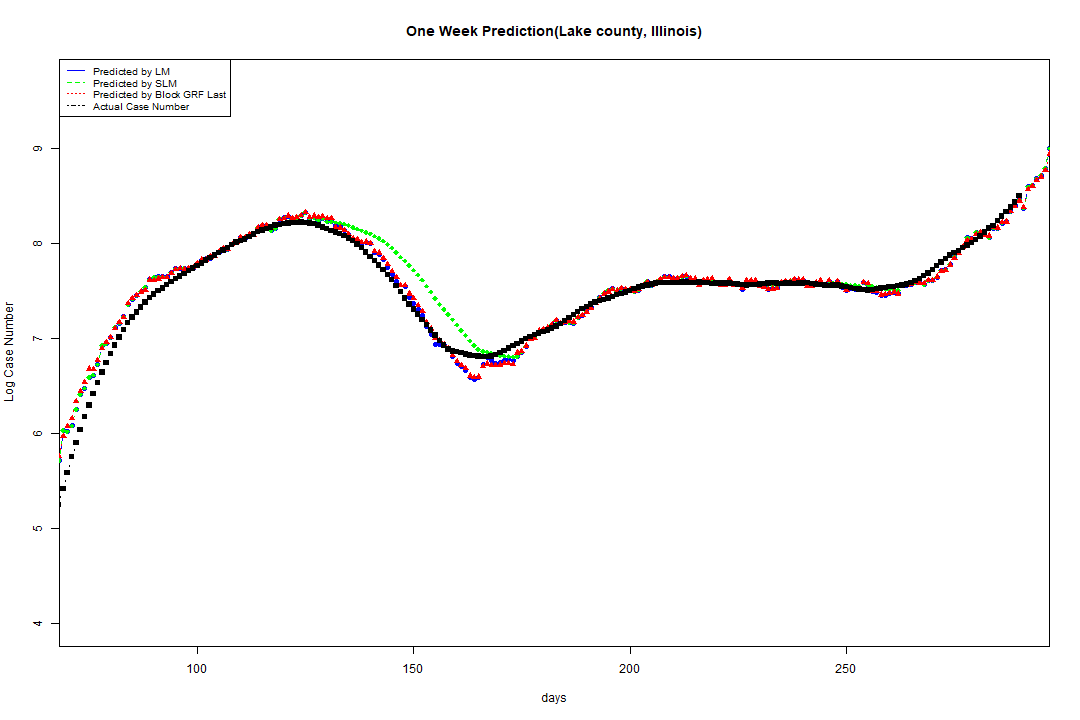 One Week Prediction(Lake county, Illinois)
Predicted by LM
Predicted by SLM
Predicted by Block GRF Last
Actual Case Number
9
8
7
6
5
4
Log Case Number
100 150 200 250
days